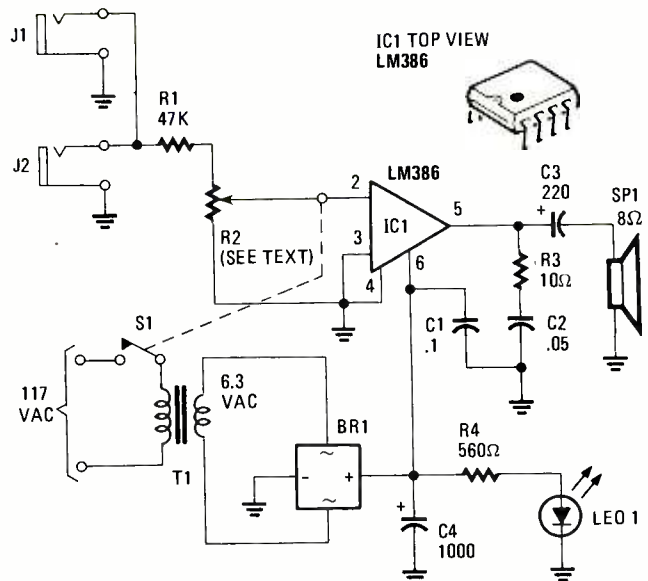 J1
IC1 TOP VIEW
LM386
R1
47K
J2
LM386
C3
220
+
SP1
8Ω
2
IC1
5
3
4
6
R2
(SEE TEXT)
R3
10Ω
C1
.1
C2
.05
S1
117
VAC
6.3
VAC
T1
BR1
~
-
+
~
R4
560Ω
+
C4
1000
LEO 1